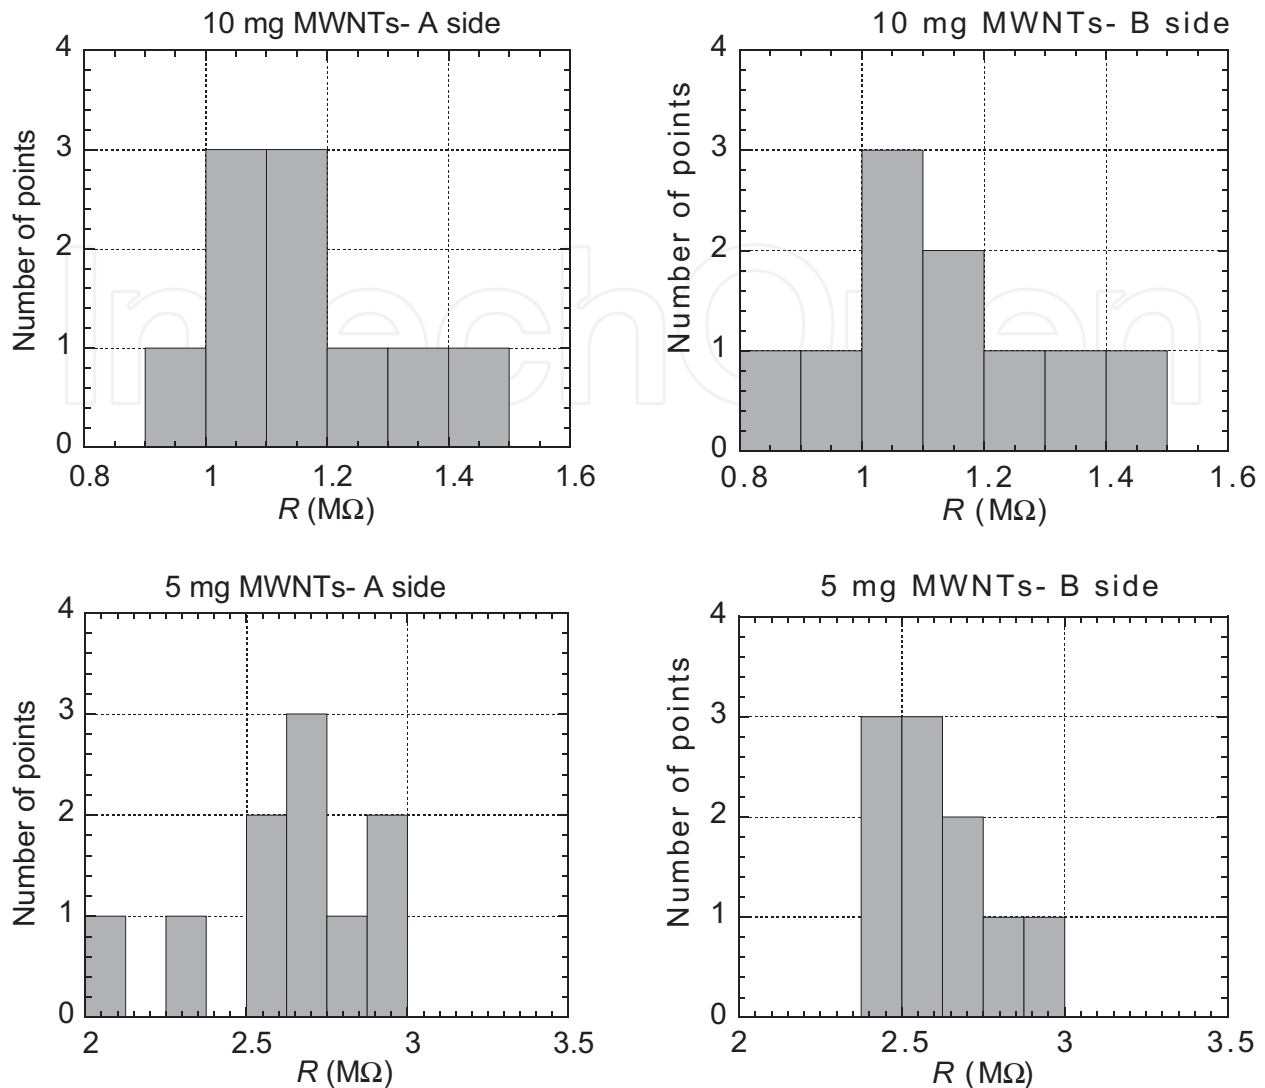 10 mg MWNTs- A side
4
3
2
1
0
Number of points
0.8 1 1.2 1.4 1.6
R (MΩ)
10 mg MWNTs- B side
4
3
2
1
0
Number of points
0.8 1 1.2 1.4 1.6
R (MΩ)
5 mg MWNTs- A side
4
3
2
1
0
Number of points
2 2.5 3 3.5
R (MΩ)
5 mg MWNTs- B side
4
3
2
1
0
Number of points
2 2.5 3 3.5
R (MΩ)
IntechOpen